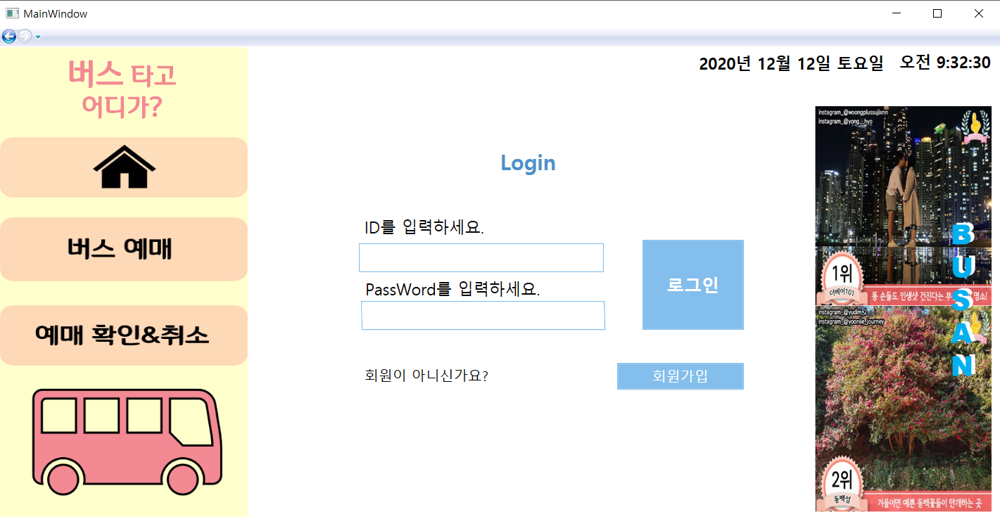 MainWindow
2020년 12월 12일 토요일 오전 9:32:30
버스 타고
어디가?
버스 예매
예매 확인&취소
Login
ID를 입력하세요.
PassWord를 입력하세요.
로그인
회원이 아니신가요?
회원가입
instagram_@woongplussujixnn
instagram_@yong__hyo
BUSAN
1위
더베이101
똥 손들도 인생샷 건진다는 부 명소!
instagram_@yudim_2
instagram_@yooniie_journey
2위
동백섬
겨울이면 예쁜 동백꽃들이 만개하는 곳